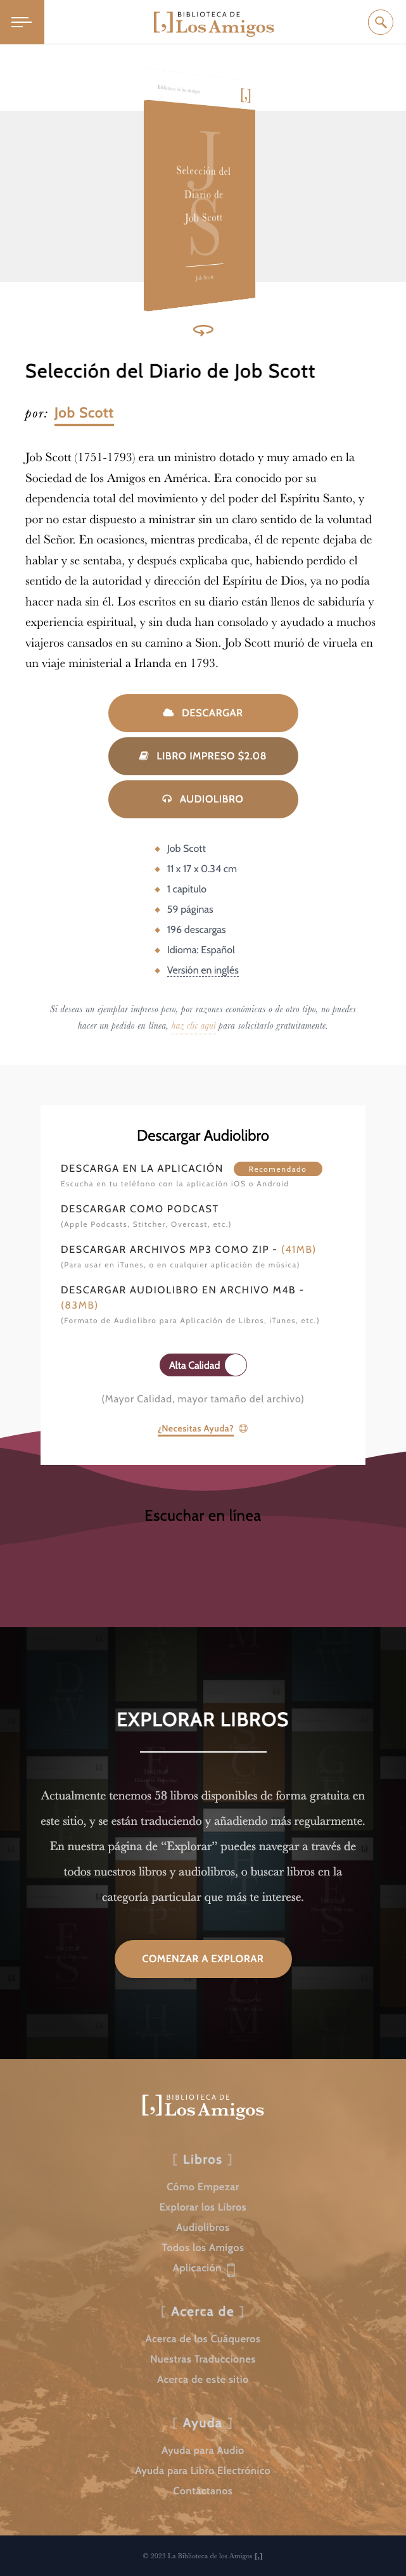 BIBLIOTECA DE
[,] Los Amigos
Biblioteca de los Amigos
[,]
J
S
Selección del
Diario de
Job Scott
Job Scott
Selección del Diario de Job Scott
por: Job Scott
Job Scott (1751-1793) era un ministro dotado y muy amado en la
Sociedad de los Amigos en América. Era conocido por su
dependencia total del movimiento y del poder del Espíritu Santo, y
por no estar dispuesto a ministrar sin un claro sentido de la voluntad
del Señor. En ocasiones, mientras predicaba, él de repente dejaba de
hablar y se sentaba, y después explicaba que, habiendo perdido el
sentido de la autoridad y dirección del Espíritu de Dios, ya no podía
hacer nada sin él. Los escritos en su diario están llenos de sabiduría y
experiencia espiritual, y sin duda han consolado y ayudado a muchos
viajeros cansados en su camino a Sion. Job Scott murió de viruela en
un viaje ministerial a Irlanda en 1793.
DESCARGAR
LIBRO IMPRESO $2.08
AUDIOLIBRO
Job Scott
11 x 17 x 0.34 cm
1 capitulo
59 páginas
196 descargas
Idioma: Español
Versión en inglés
Si deseas un ejemplar impreso pero, por razones económicas o de otro tipo, no puedes
hacer un pedido en línea, haz clic aquí para solicitarlo gratuitamente.
Descargar Audiolibro
DESCARGA EN LA APLICACIÓN Recomendado
Escucha en tu teléfono con la aplicación iOS o Android
DESCARGAR COMO PODCAST
(Apple Podcasts, Stitcher, Overcast, etc.)
DESCARGAR ARCHIVOS MP3 COMO ZIP - (41MB)
(Para usar en iTunes, o en cualquier aplicación de música)
DESCARGAR AUDIOLIBRO EN ARCHIVO M4B -
(83MB)
(Formato de Audiolibro para Aplicación de Libros, iTunes, etc.)
Alta Calidad
(Mayor Calidad, mayor tamaño del archivo)
¿Necesitas Ayuda?
Escuchar en línea
EXPLORAR LIBROS
Actualmente tenemos 58 libros disponibles de forma gratuita en
este sitio, y se están traduciendo y añadiendo más regularmente.
En nuestra página de “Explorar” puedes navegar a través de
todos nuestros libros y audiolibros, o buscar libros en la
categoría particular que más te interese.
COMENZAR A EXPLORAR
BIBLIOTECA DE
[,] Los Amigos
[ Libros ]
Cómo Empezar
Explorar los Libros
Audiolibros
Todos los Amigos
Aplicación
[ Acerca de ]
Acerca de los Cuáqueros
Nuestras Traducciones
Acerca de este sitio
[ Ayuda ]
Ayuda para Audio
Ayuda para Libro Electrónico
Contáctanos
© 2023 La Biblioteca de los Amigos [,]